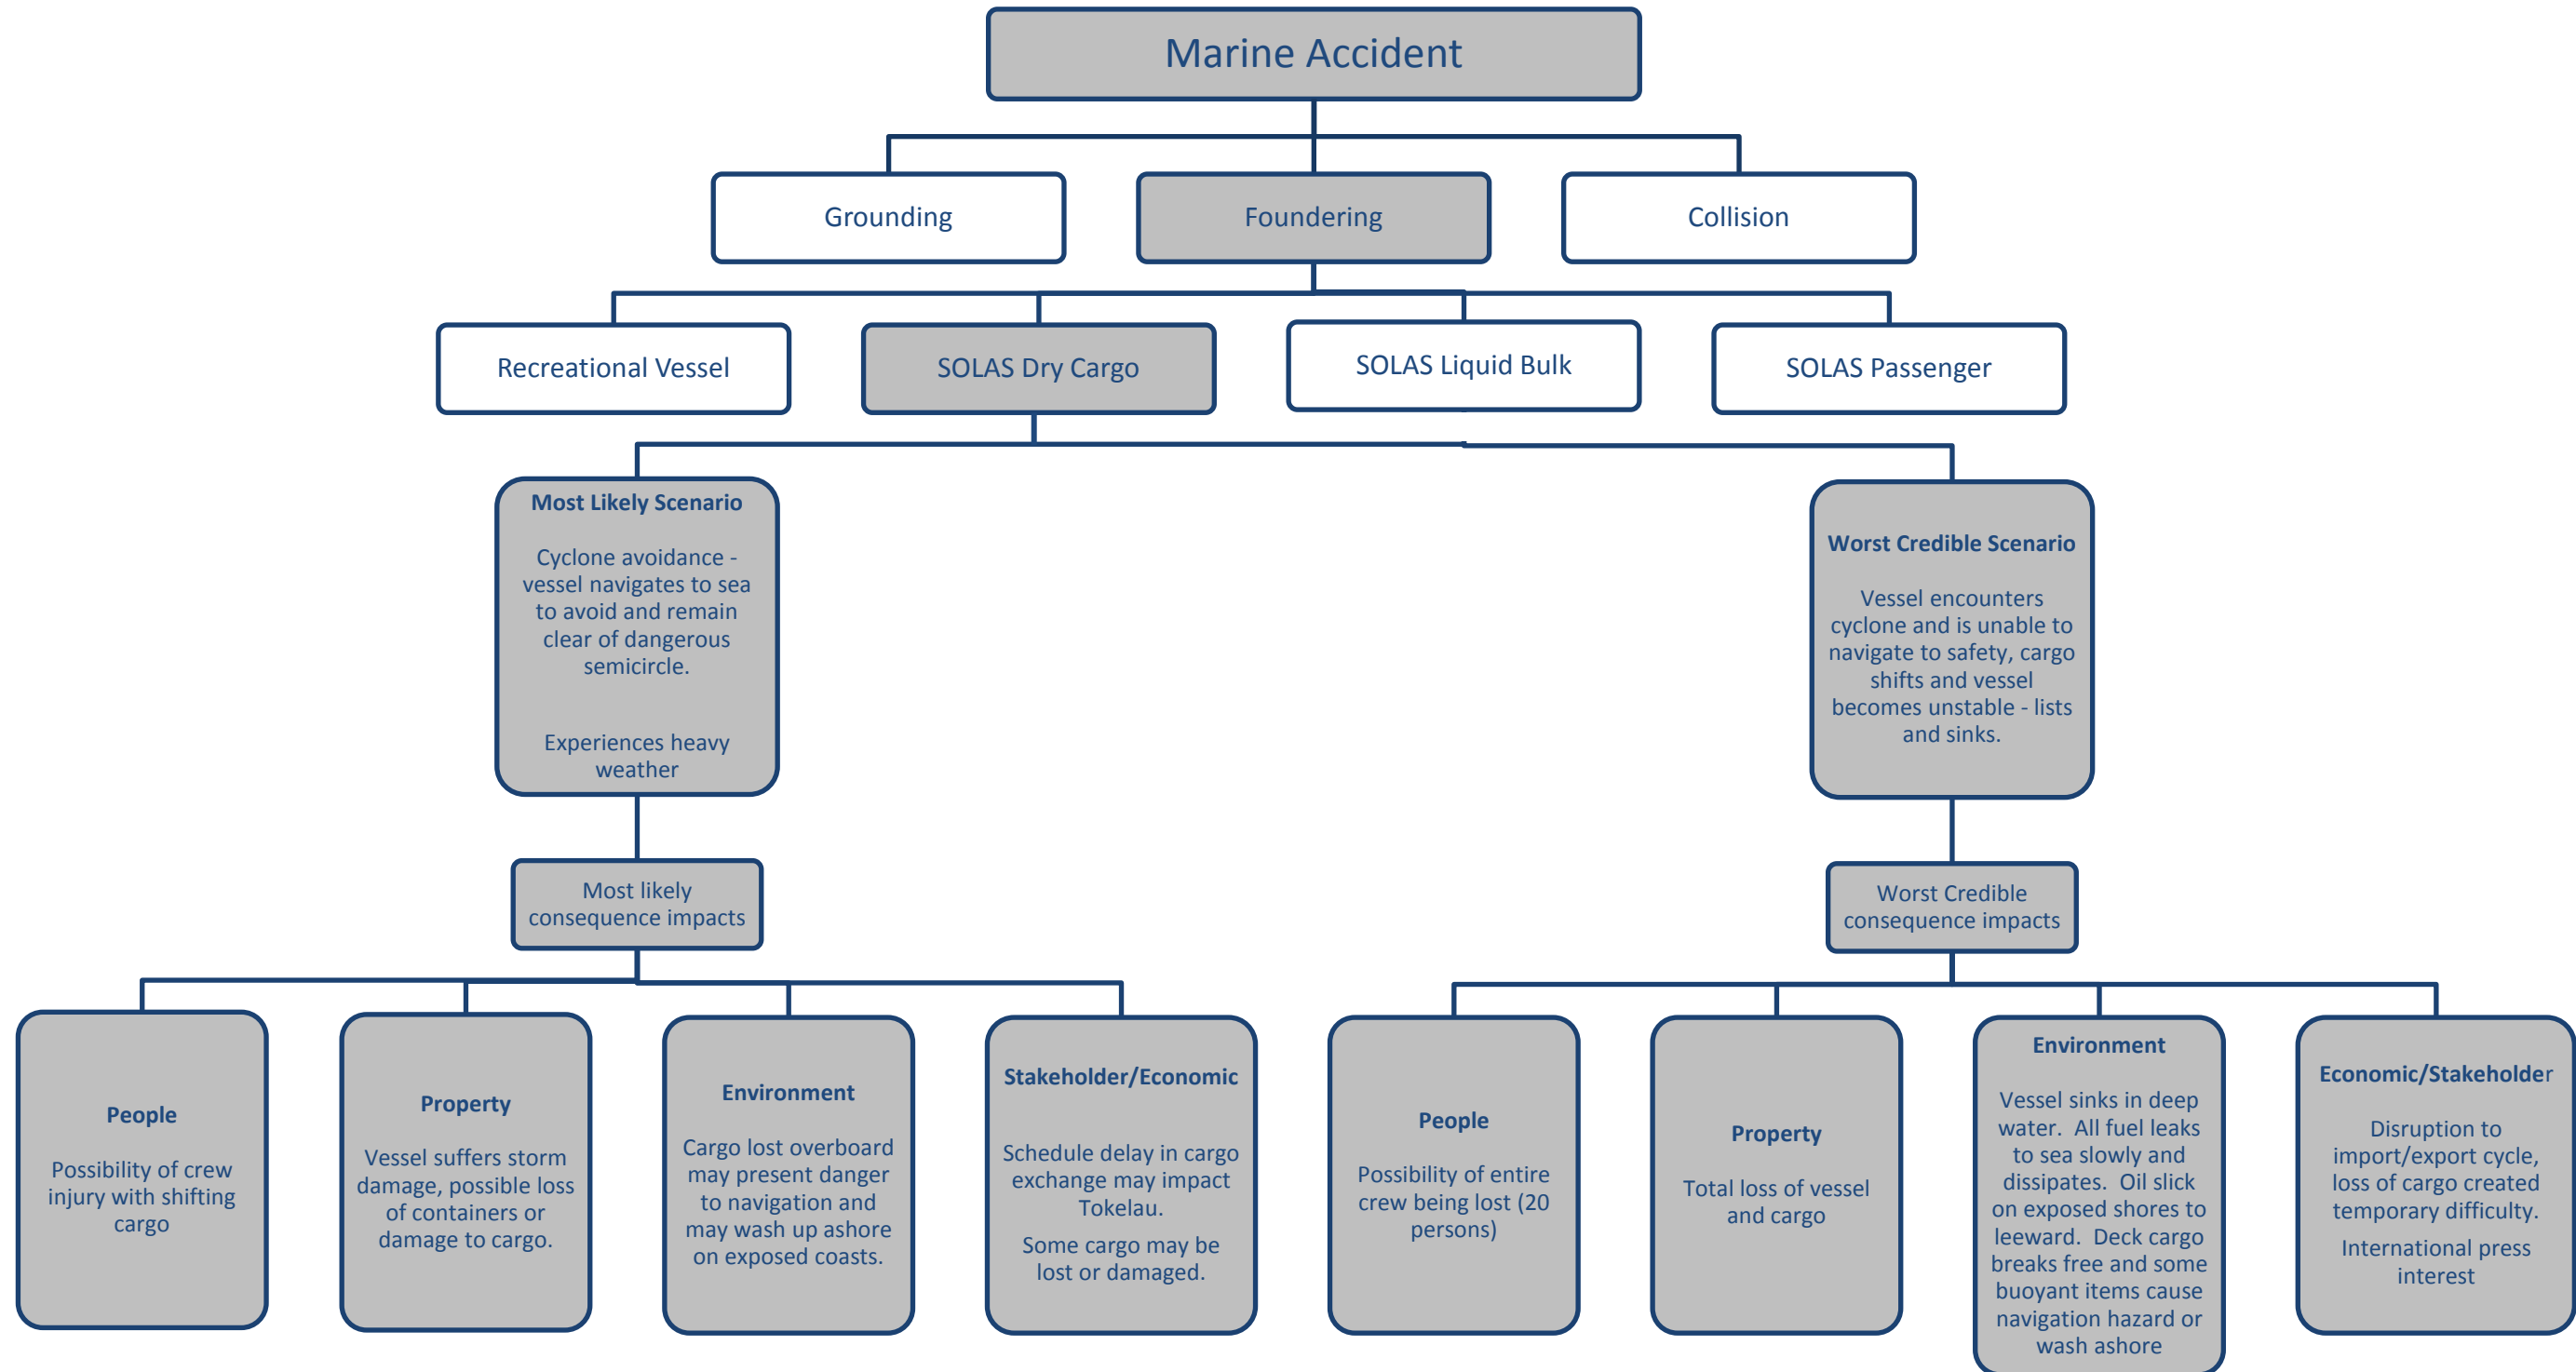 Marine Accident
Grounding
Foundering
Collision
Recreational Vessel
SOLAS Dry Cargo
SOLAS Liquid Bulk
SOLAS Passenger
Most Likely Scenario
Cyclone avoidance -
vessel navigates to sea
to avoid and remain
clear of dangerous
semicircle.
Experiences heavy
weather
Worst Credible Scenario
Vessel encounters
cyclone and is unable to
navigate to safety, cargo
shifts and vessel
becomes unstable - lists
and sinks.
Most likely
consequence impacts
Worst Credible
consequence impacts
People
Possibility of crew
injury with shifting
cargo
Property
Vessel suffers storm
damage, possible loss
of containers or
damage to cargo.
Environment
Cargo lost overboard
may present danger
to navigation and
may wash up ashore
on exposed coasts.
Stakeholder/Economic
Schedule delay in cargo
exchange may impact
Tokelau.
Some cargo may be
lost or damaged.
People
Possibility of entire
crew being lost (20
persons)
Property
Total loss of vessel
and cargo
Environment
Vessel sinks in deep
water.  All fuel leaks
to sea slowly and
dissipates.  Oil slick
on exposed shores to
leeward.  Deck cargo
breaks free and some
buoyant items cause
navigation hazard or
wash ashore
Economic/Stakeholder
Disruption to
import/export cycle,
loss of cargo created
temporary difficulty.
International press
interest